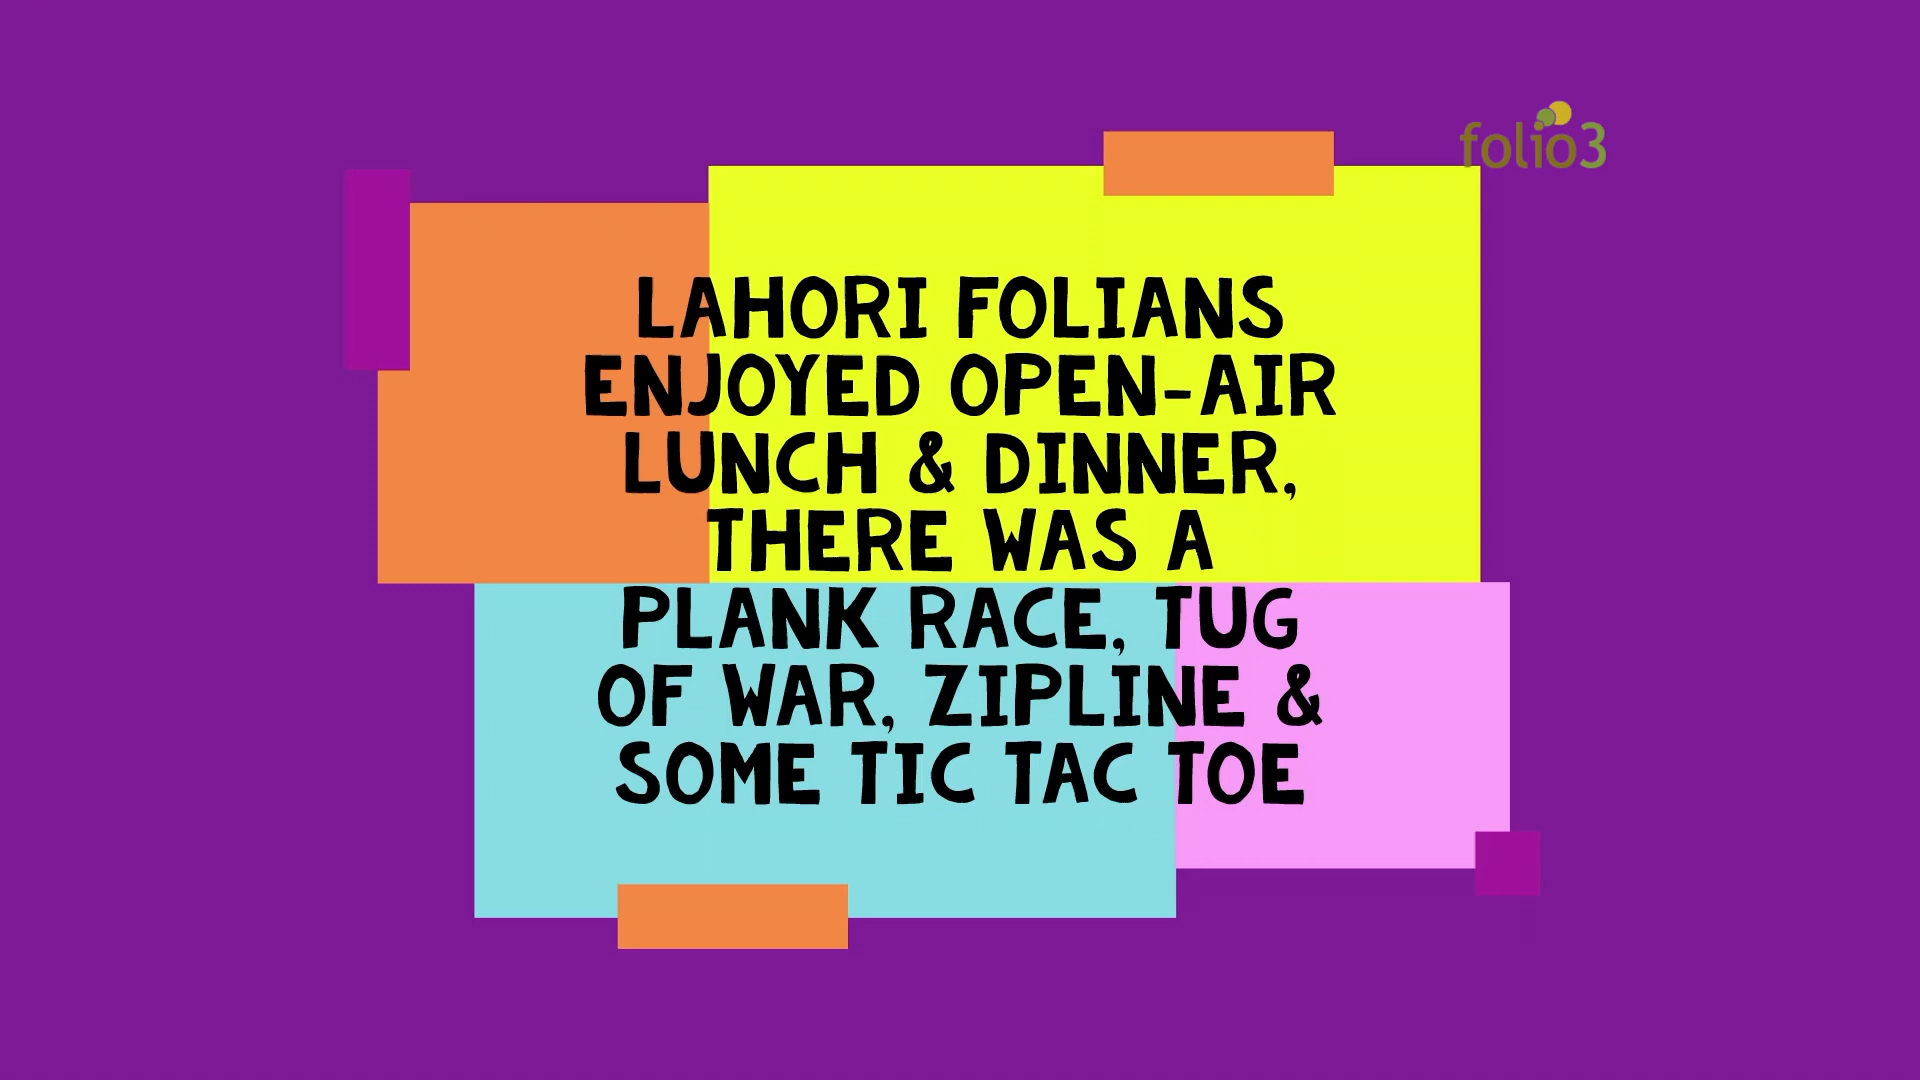 folio3
LAHORI FOLIANS
ENJOYED OPEN-AIR
LUNCH & DINNER,
THERE WAS A
PLANK RACE, TUG
OF WAR, ZIPLINE &
SOME TIC TAC TOE